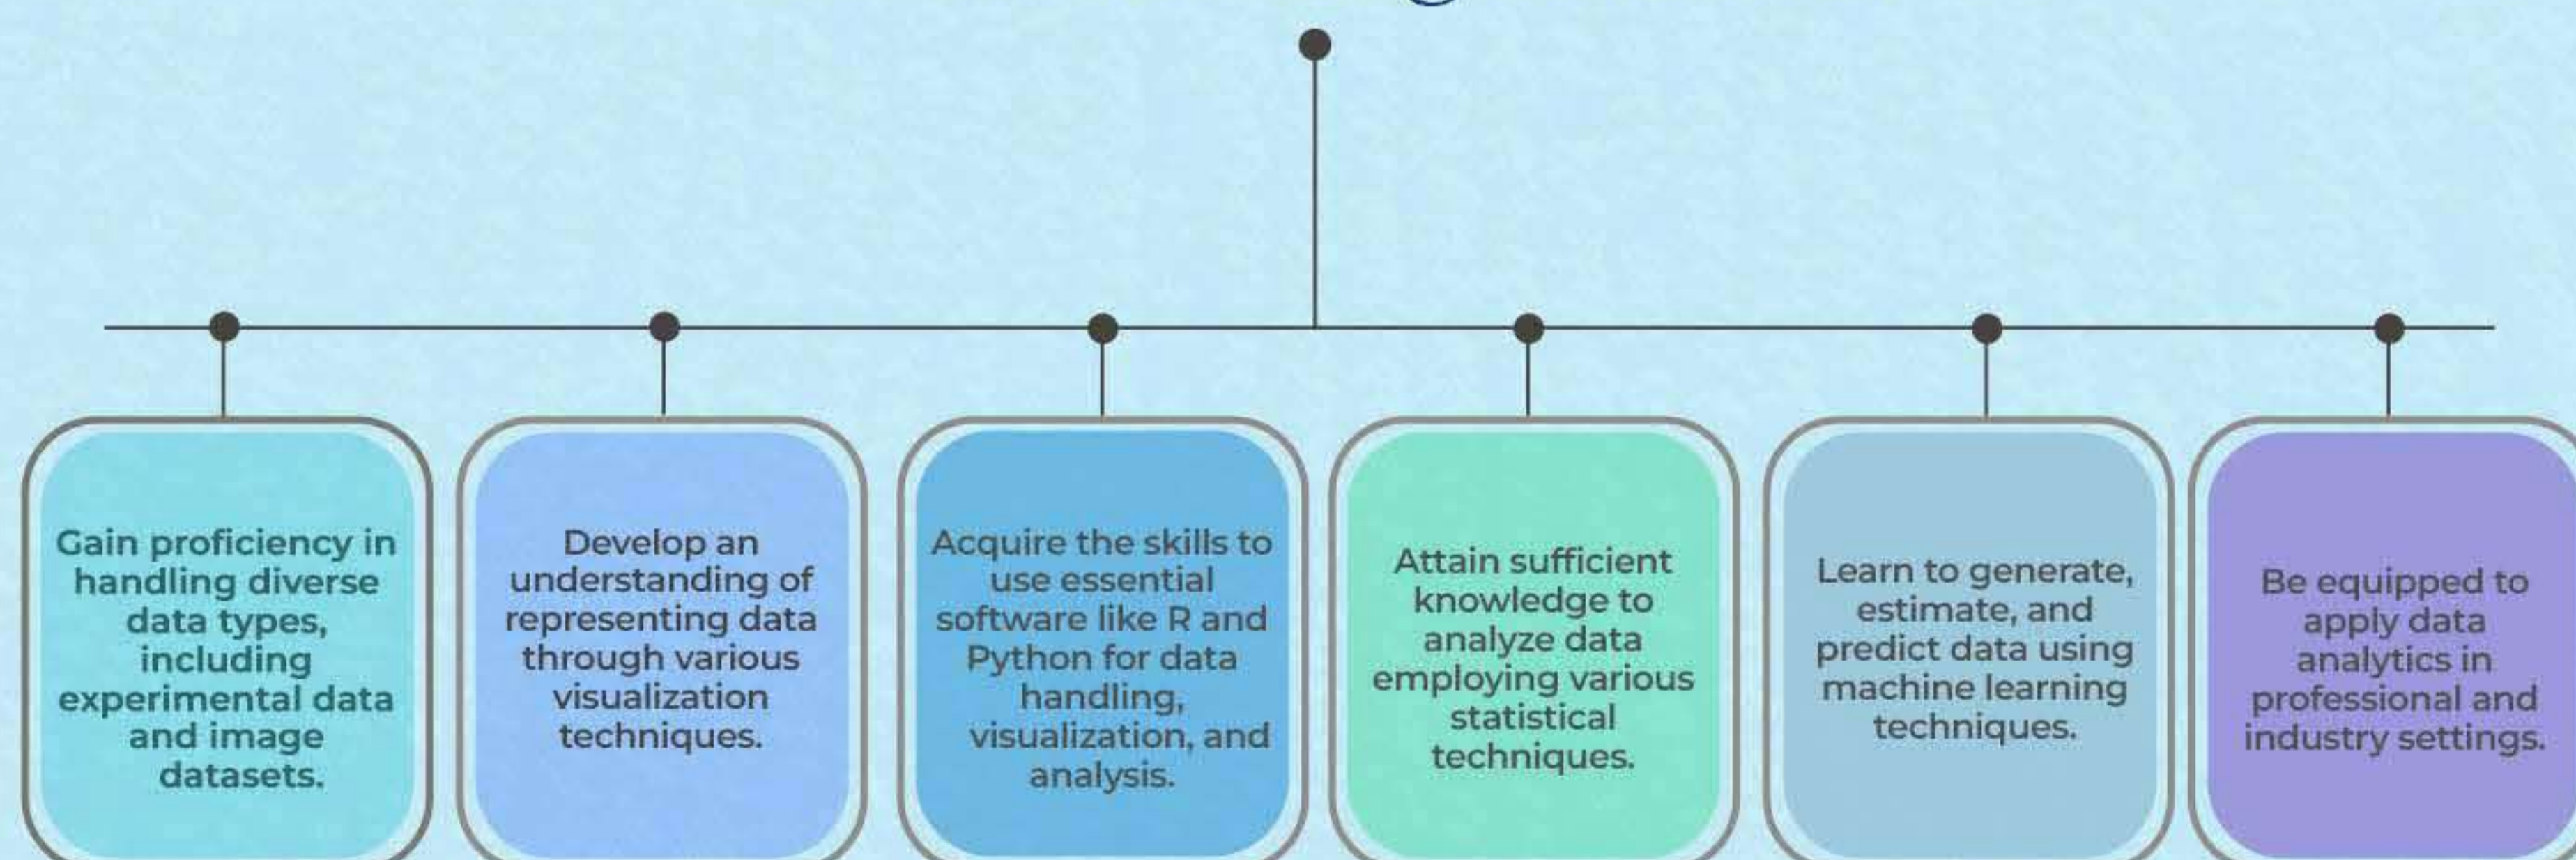 Gain proficiency in
handling diverse
data types,
including
experimental data
and image
datasets.
Develop an
understanding of
representing data
through various
visualization
techniques.
Acquire the skills to
use essential
software like R and
Python for data
handling,
visualization, and
analysis.
Attain sufficient
knowledge to
analyze data
employing various
statistical
techniques.
Learn to generate,
estimate, and
predict data using
machine learning
techniques.
Be equipped to
apply data
analytics in
professional and
industry settings.